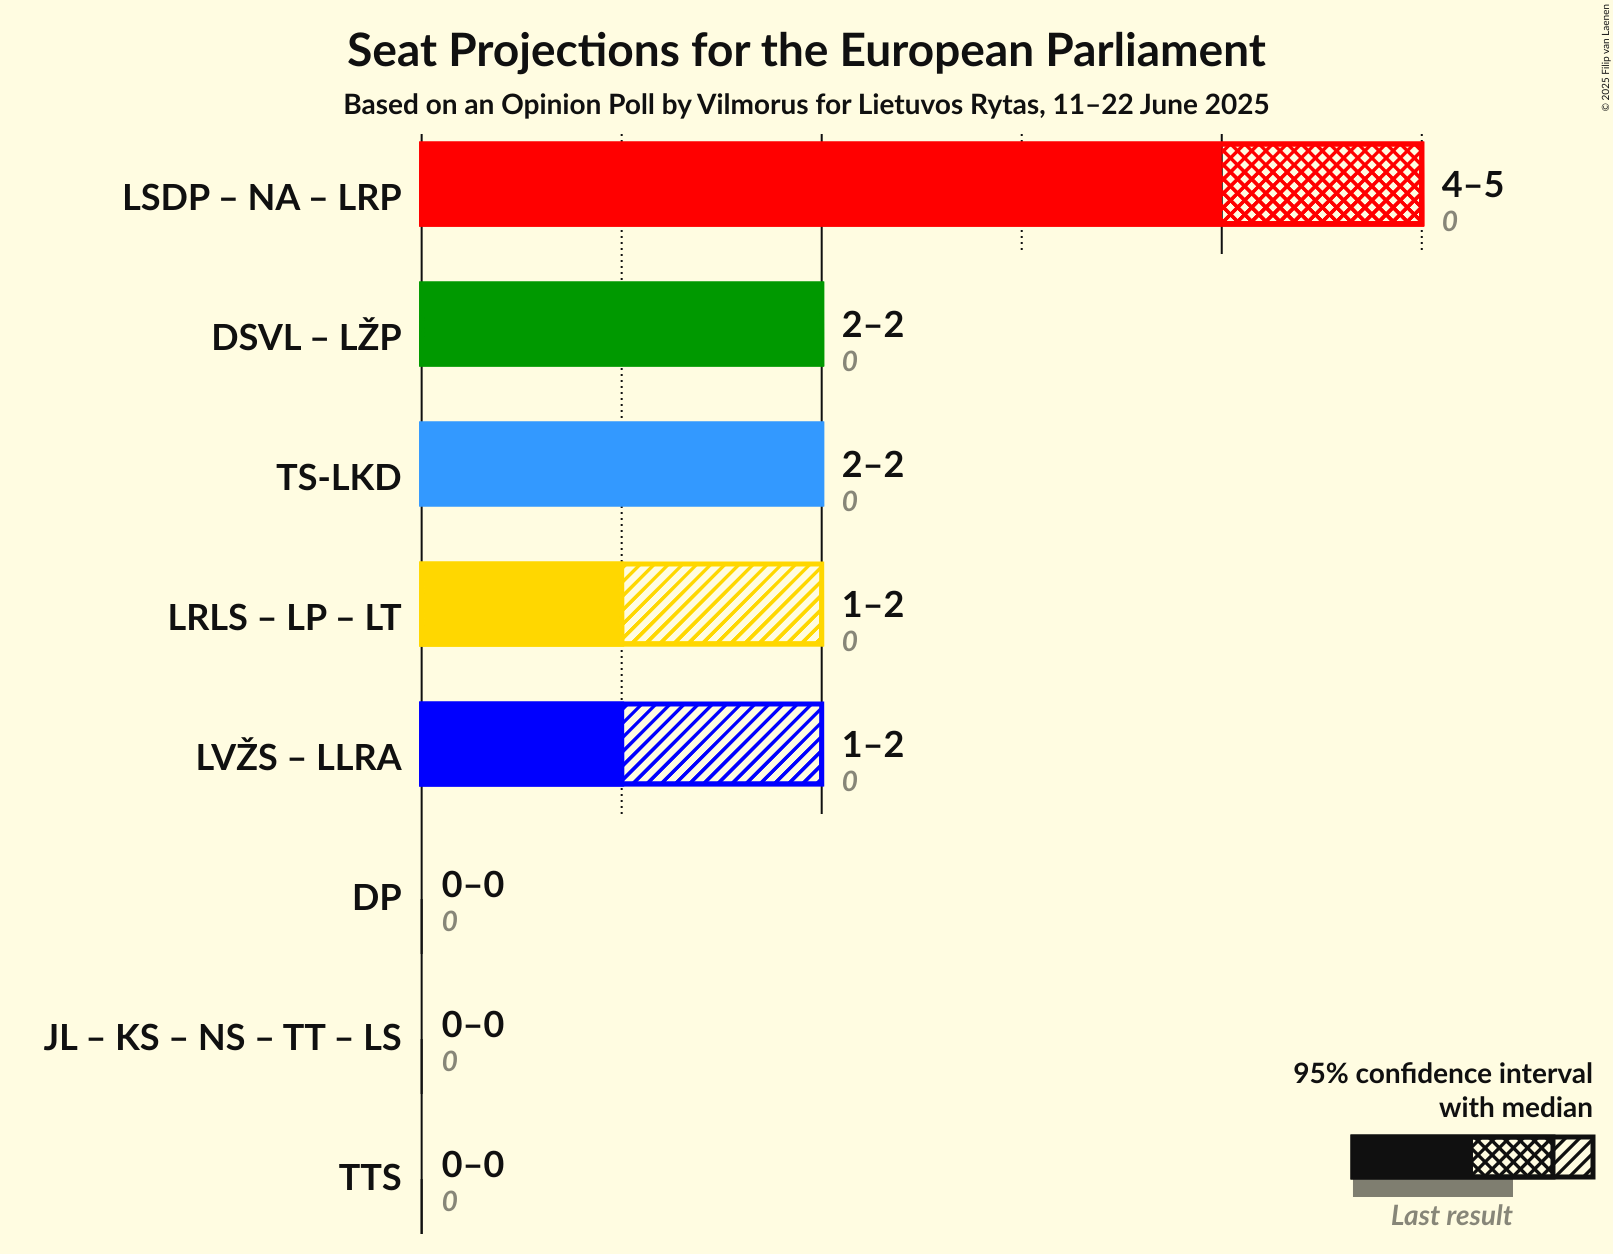 Seat Projections for the European Parliament
Based on an Opinion Poll by Vilmorus for Lietuvos Rytas, 11–22 June 2025
© 2025 Filip van Laenen
LSDP – NA – LRP
4–5
0
DSVL – LŽP
2–2
0
TS-LKD
2–2
0
LRLS – LP – LT
1–2
0
LVŽS – LLRA
1–2
0
DP
0–0
0
JL – KS – NS – TT – LS
0–0
0
TTS
0–0
0
95% confidence interval
with median
Last result